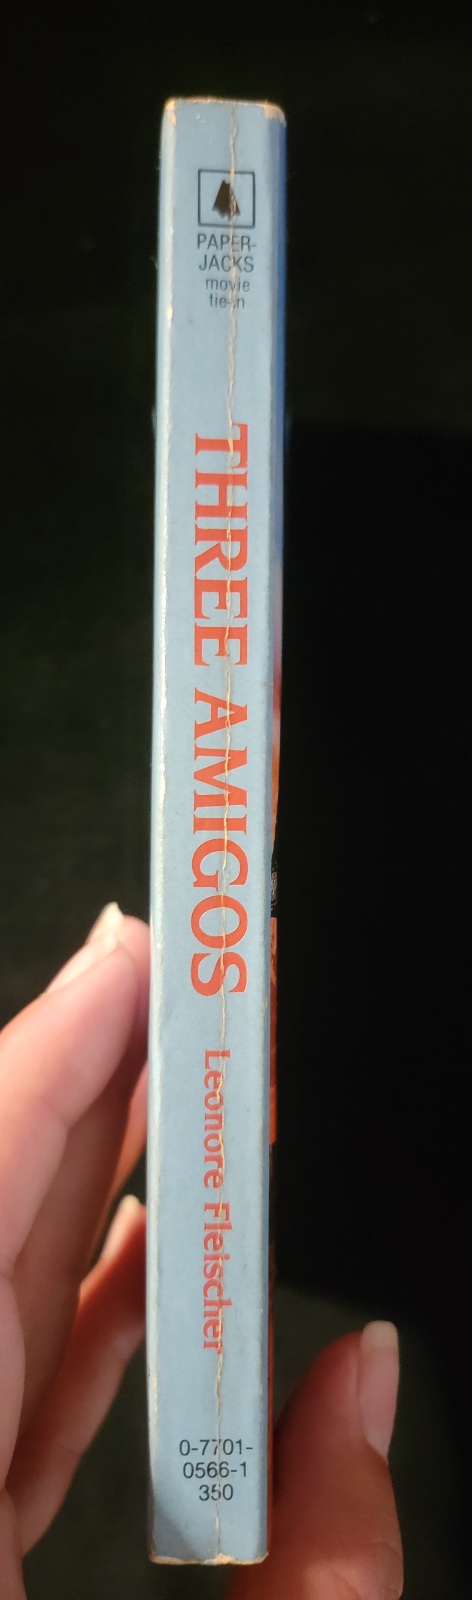 PAPER-
JACKS
movie
tie-in
THREE AMIGOS
Leonore Fleischer
0-7701-
0566-1
350